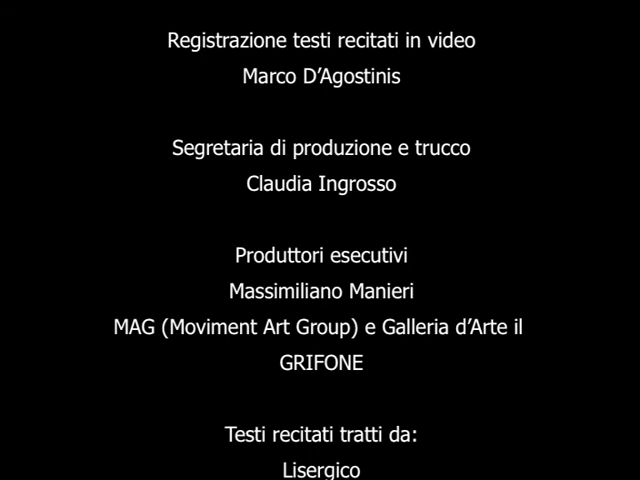 Registrazione testi recitati in video
Marco D’Agostinis
Segretaria di produzione e trucco
Claudia Ingrosso
Produttori esecutivi
Massimiliano Manieri
MAG (Moviment Art Group) e Galleria d’Arte il
GRIFONE
Testi recitati tratti da:
Lisergico